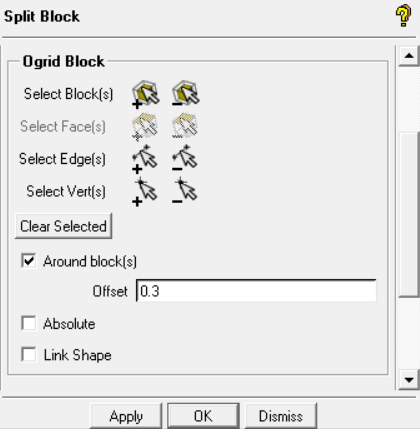 Split Block
Ogrid Block
Select Block(s)
Select Face(s)
Select Edge(s)
Select Vert(s)
Clear Selected
Around block(s)
Offset 0.3
Absolute
Link Shape
Apply OK Dismiss